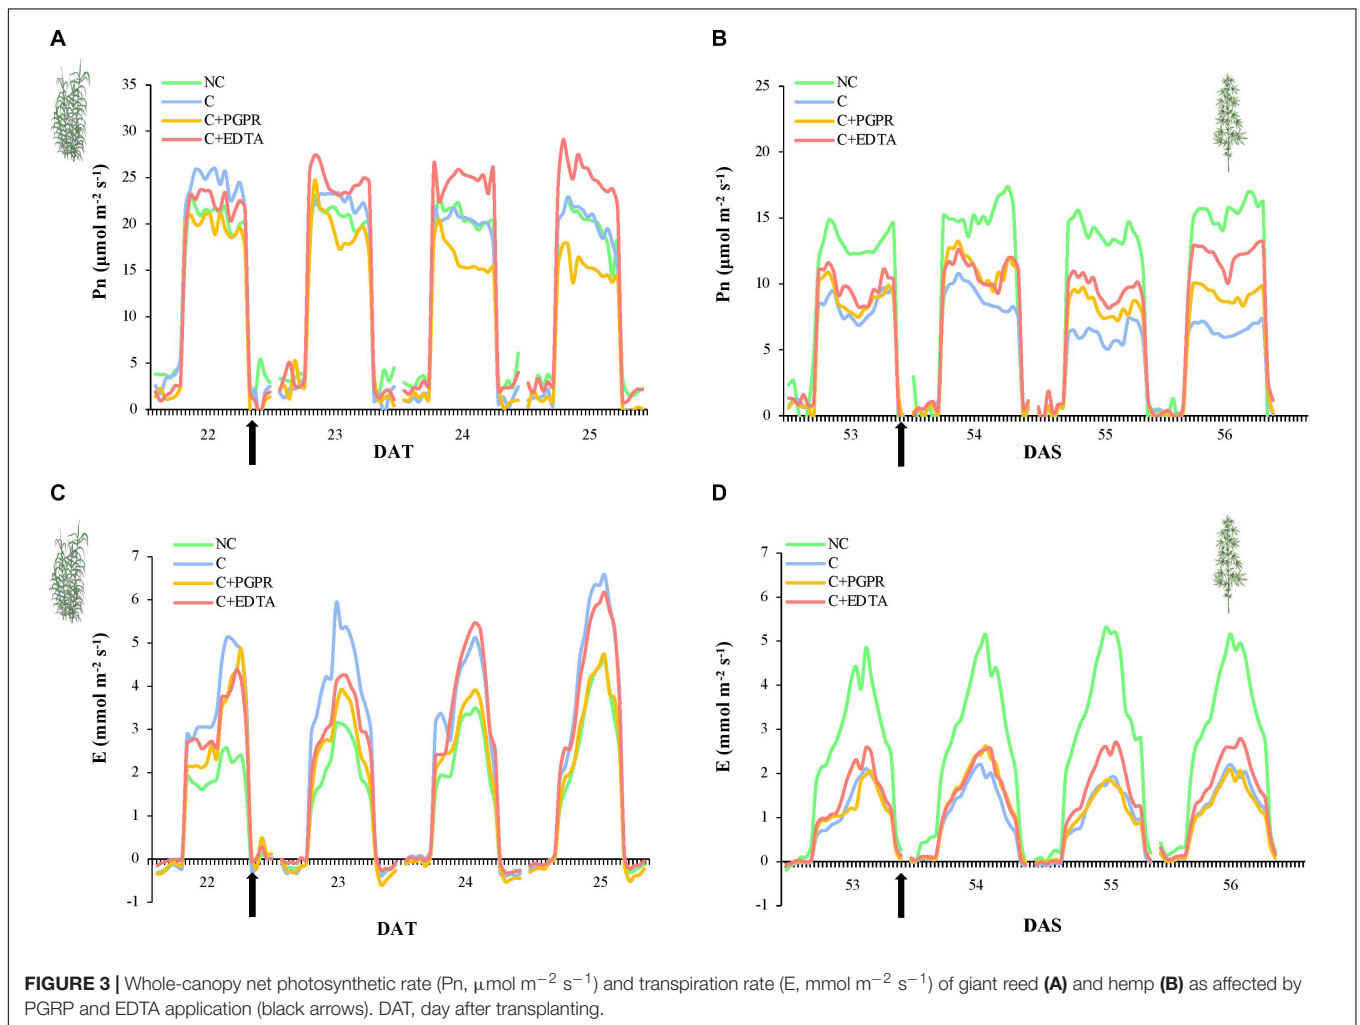 A
NC
C
C+PGPR
C+EDTA
35
30
25
20
15
10
5
0
Pn (µmol m⁻² s⁻¹)
22
23
24
25
DAT
B
NC
C
C+PGPR
C+EDTA
25
20
15
10
5
0
Pn (µmol m⁻² s⁻¹)
53
54
55
56
DAS
C
NC
C
C+PGPR
C+EDTA
7
6
5
4
3
2
1
0
-1
E (mmol m⁻² s⁻¹)
22
23
24
25
DAT
D
NC
C
C+PGPR
C+EDTA
7
6
5
4
3
2
1
0
-1
E (mmol m⁻² s⁻¹)
53
54
55
56
DAS
FIGURE 3 | Whole-canopy net photosynthetic rate (Pn, μmol m⁻² s⁻¹) and transpiration rate (E, mmol m⁻² s⁻¹) of giant reed (A) and hemp (B) as affected by
PGRP and EDTA application (black arrows). DAT, day after transplanting.